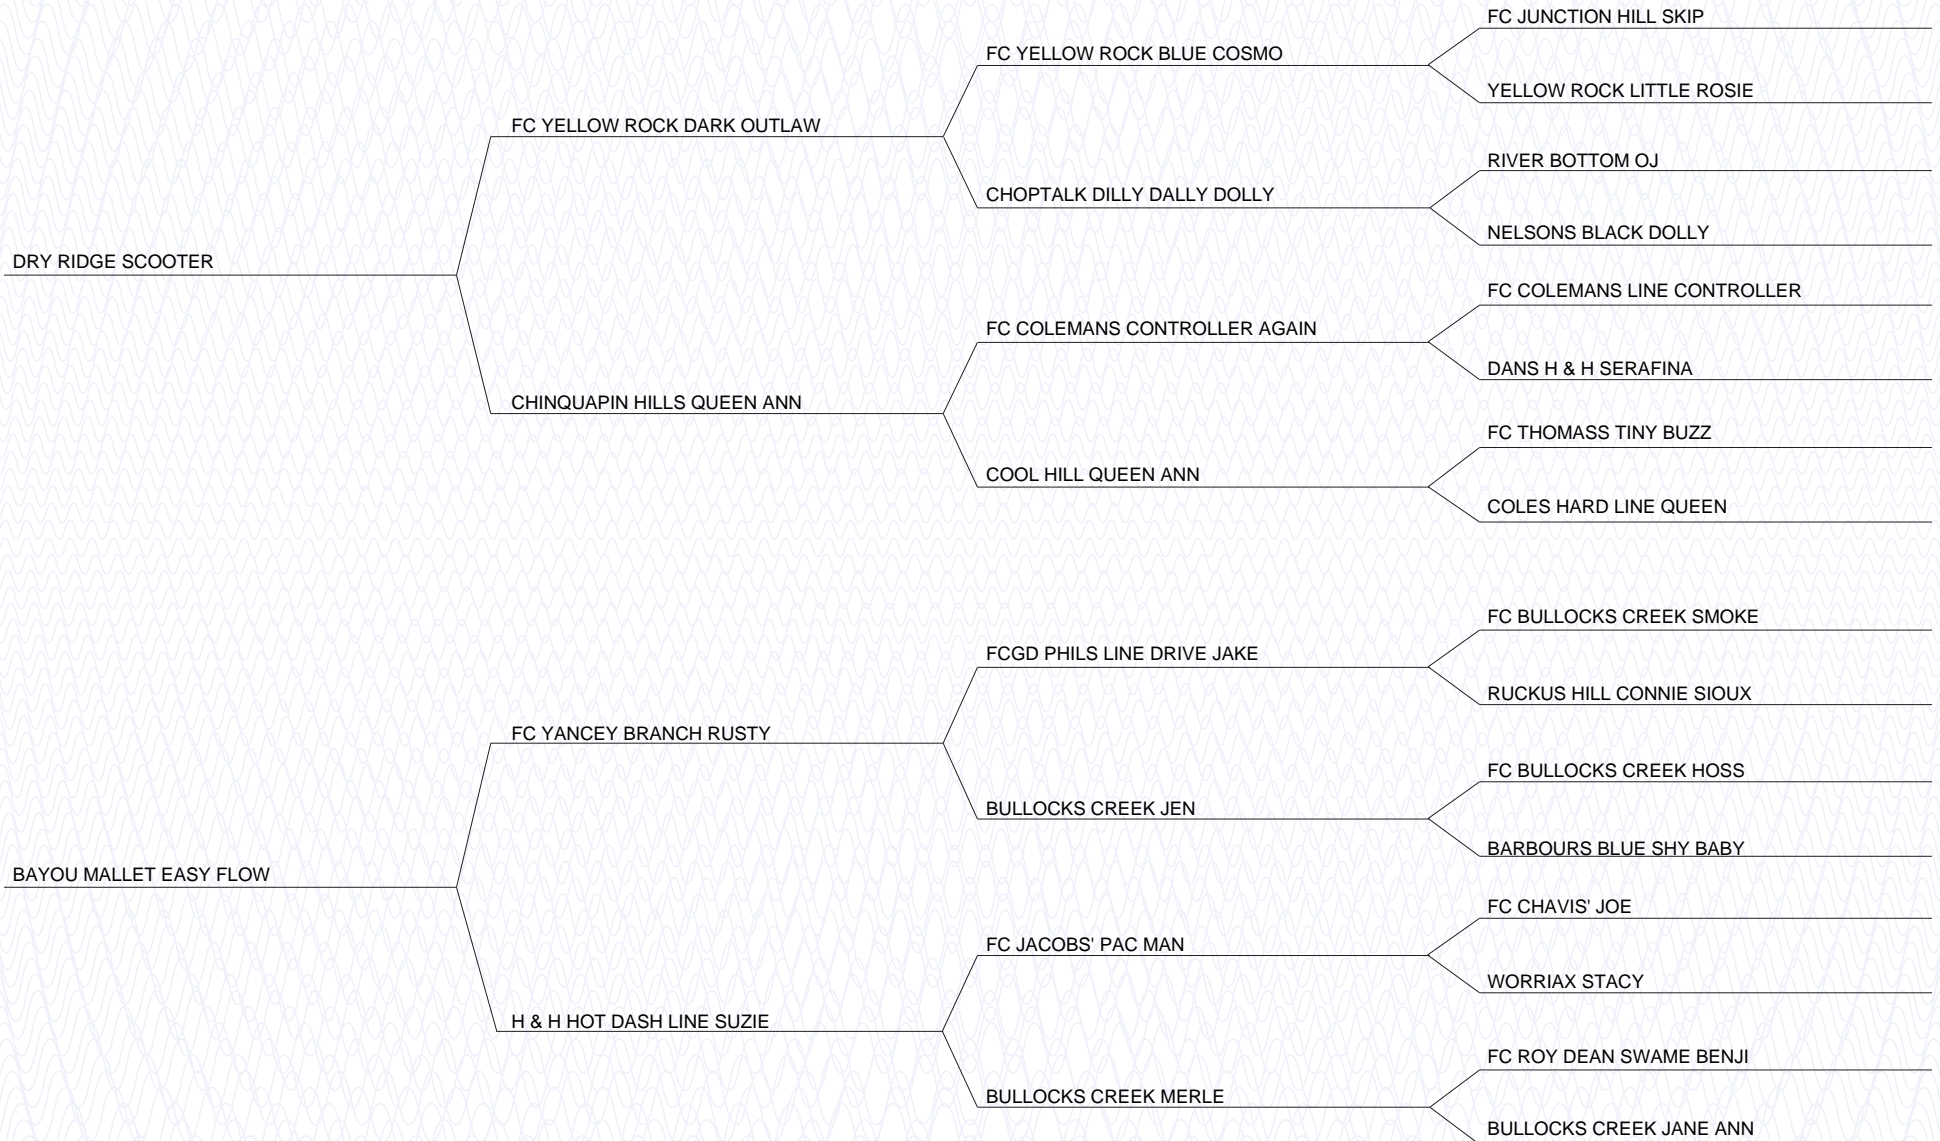 FC JUNCTION HILL SKIP
FC YELLOW ROCK BLUE COSMO
YELLOW ROCK LITTLE ROSIE
FC YELLOW ROCK DARK OUTLAW
RIVER BOTTOM OJ
CHOPTALK DILLY DALLY DOLLY
NELSONS BLACK DOLLY
DRY RIDGE SCOOTER
FC COLEMANS LINE CONTROLLER
FC COLEMANS CONTROLLER AGAIN
DANS H & H SERAFINA
CHINQUAPIN HILLS QUEEN ANN
FC THOMASS TINY BUZZ
COOL HILL QUEEN ANN
COLES HARD LINE QUEEN
FC BULLOCKS CREEK SMOKE
FCGD PHILS LINE DRIVE JAKE
RUCKUS HILL CONNIE SIOUX
FC YANCEY BRANCH RUSTY
FC BULLOCKS CREEK HOSS
BULLOCKS CREEK JEN
BARBOURS BLUE SHY BABY
BAYOU MALLET EASY FLOW
FC CHAVIS' JOE
FC JACOBS' PAC MAN
WORRIAX STACY
H & H HOT DASH LINE SUZIE
FC ROY DEAN SWAME BENJI
BULLOCKS CREEK MERLE
BULLOCKS CREEK JANE ANN